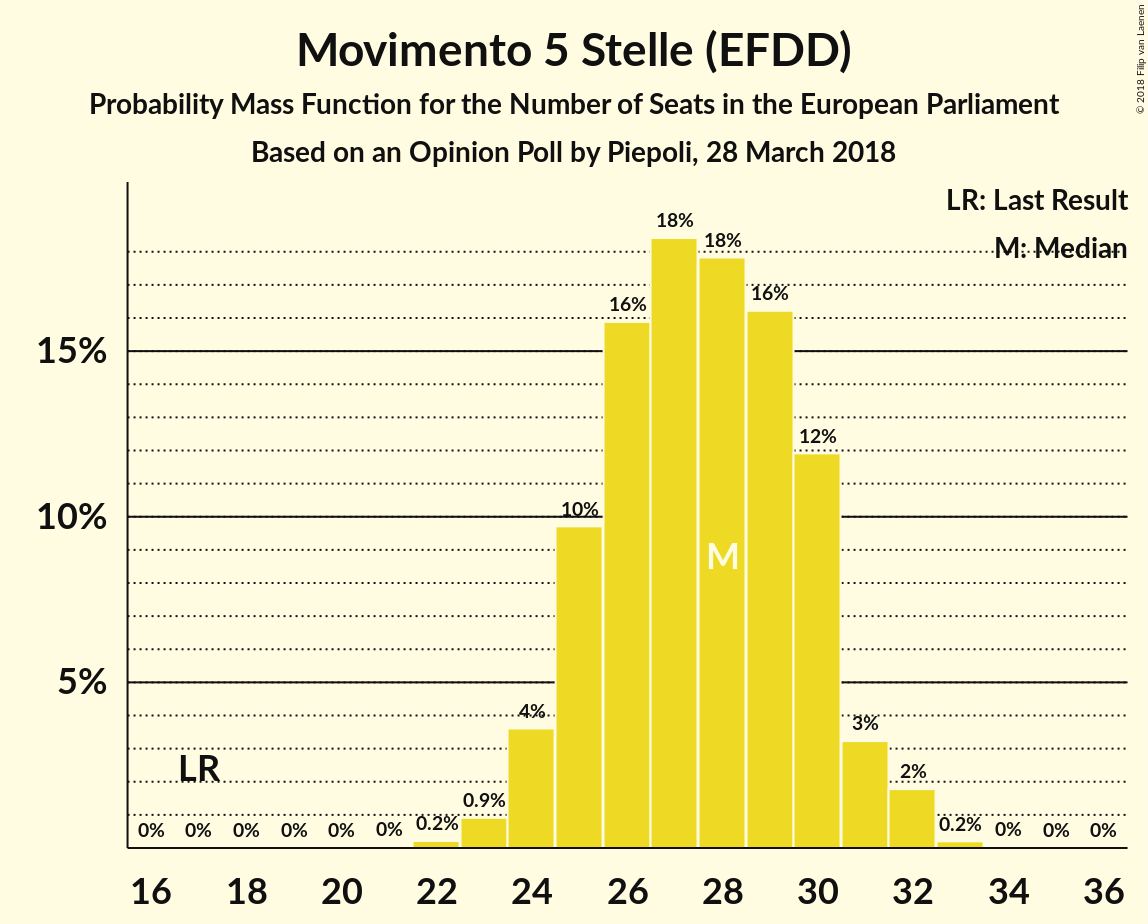 Movimento 5 Stelle (EFDD)
Probability Mass Function for the Number of Seats in the European Parliament
Based on an Opinion Poll by Piepoli, 28 March 2018
© 2018 Filip van Laenen
LR: Last Result
M: Median
18%
18%
16%
16%
15%
12%
10%
10%
M
5%
4%
3%
LR
2%
0.9%
0% 0% 0% 0% 0% 0% 0.2% 0.2% 0% 0% 0%
16 18 20 22 24 26 28 30 32 34 36